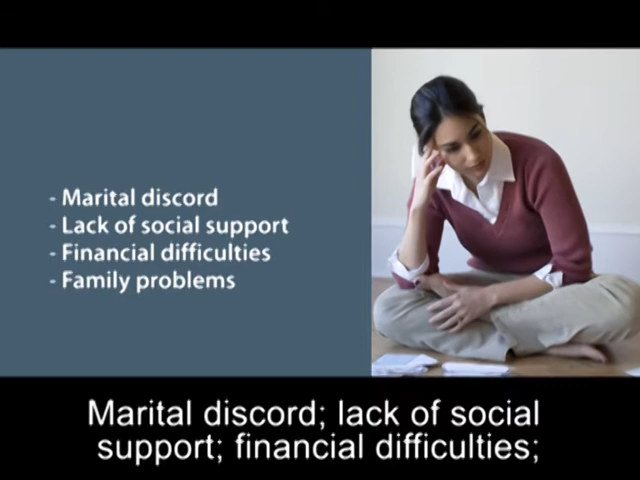 - Marital discord
- Lack of social support
- Financial difficulties
- Family problems
Marital discord; lack of social
support; financial difficulties;